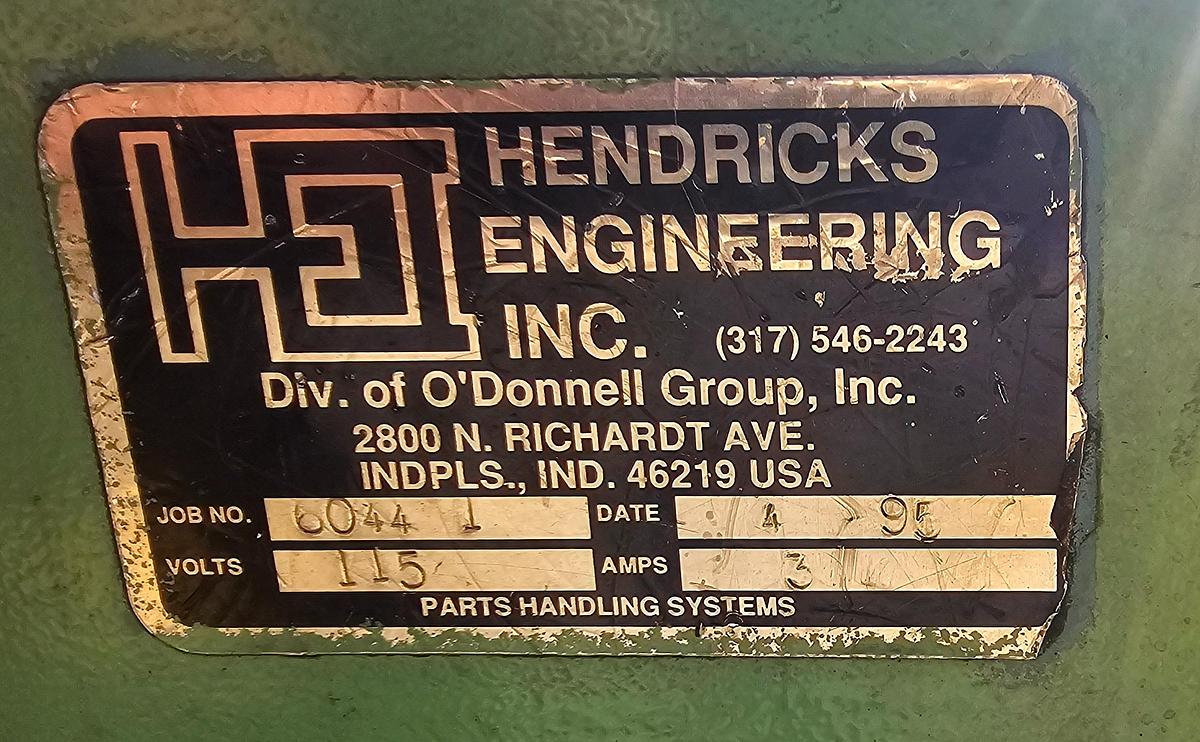 HENDRICKS
ENGINEERING
INC. (317) 546-2243
Div. of O'Donnell Group, Inc.
2800 N. RICHARDT AVE.
INDPLS., IND. 46219 USA
JOB NO. 6044 1 DATE 4 95
VOLTS 115 AMPS 3
PARTS HANDLING SYSTEMS